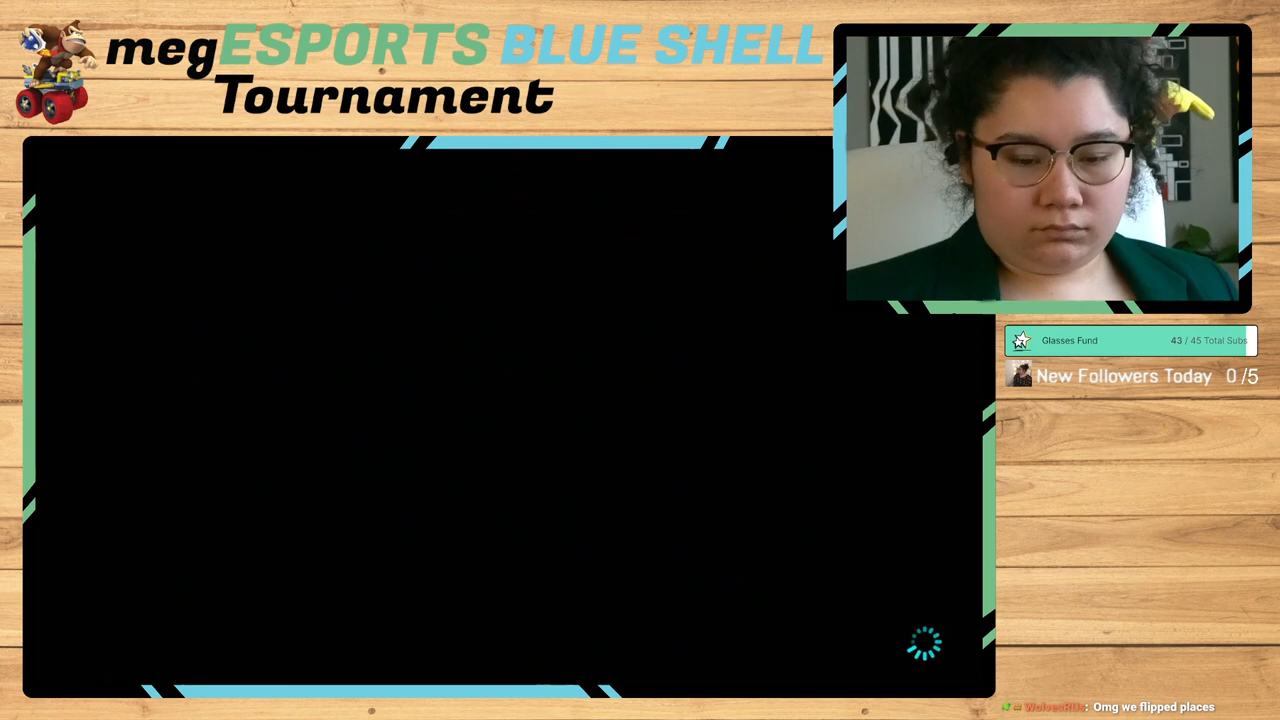 megESPORTS BLUE SHELL
Tournament
Glasses Fund 43 / 45 Total Subs
New Followers Today 0 /5
WolvesRUs: Omg we flipped places